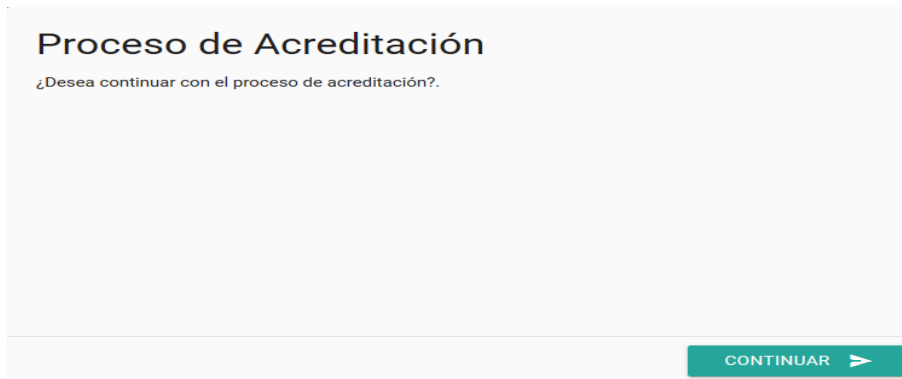 Proceso de Acreditación
¿Desea continuar con el proceso de acreditación?.
CONTINUAR